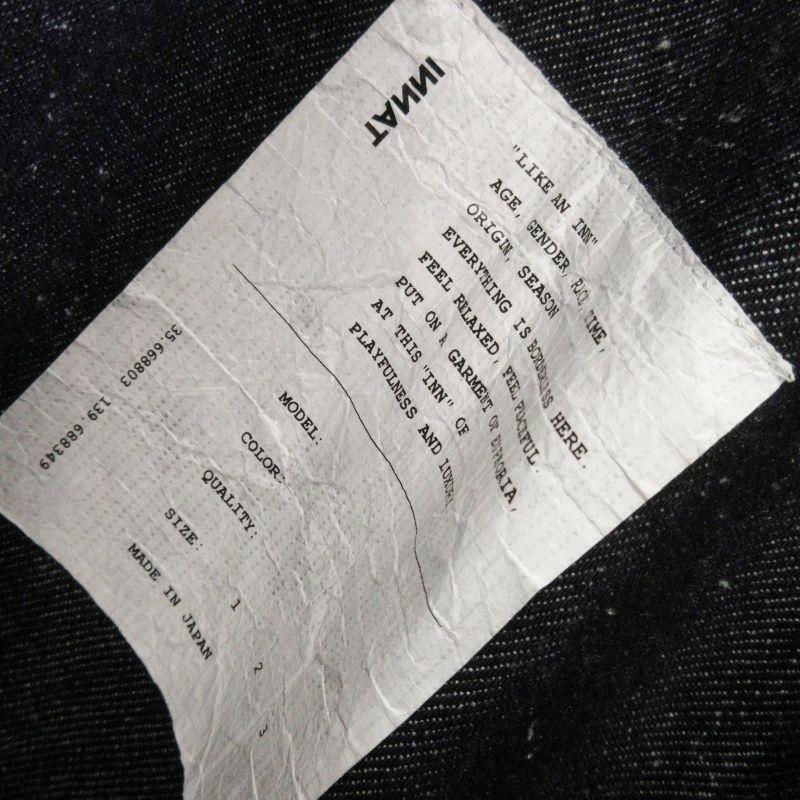 INNAT
"LIKE AN INN"
AGE, GENDER, RACE, TIME,
ORIGIN, SEASON
EVERYTHING IS BORDERLESS HERE.
FEEL RELAXED, FEEL PLAYFUL.
PUT ON A GARMENT OF EUPHORIA,
AT THIS "INN" OF
PLAYFULNESS AND LUXURY.
MODEL:
COLOR:
QUALITY:
SIZE: 1 2 3
MADE IN JAPAN
35.668803 139.689349